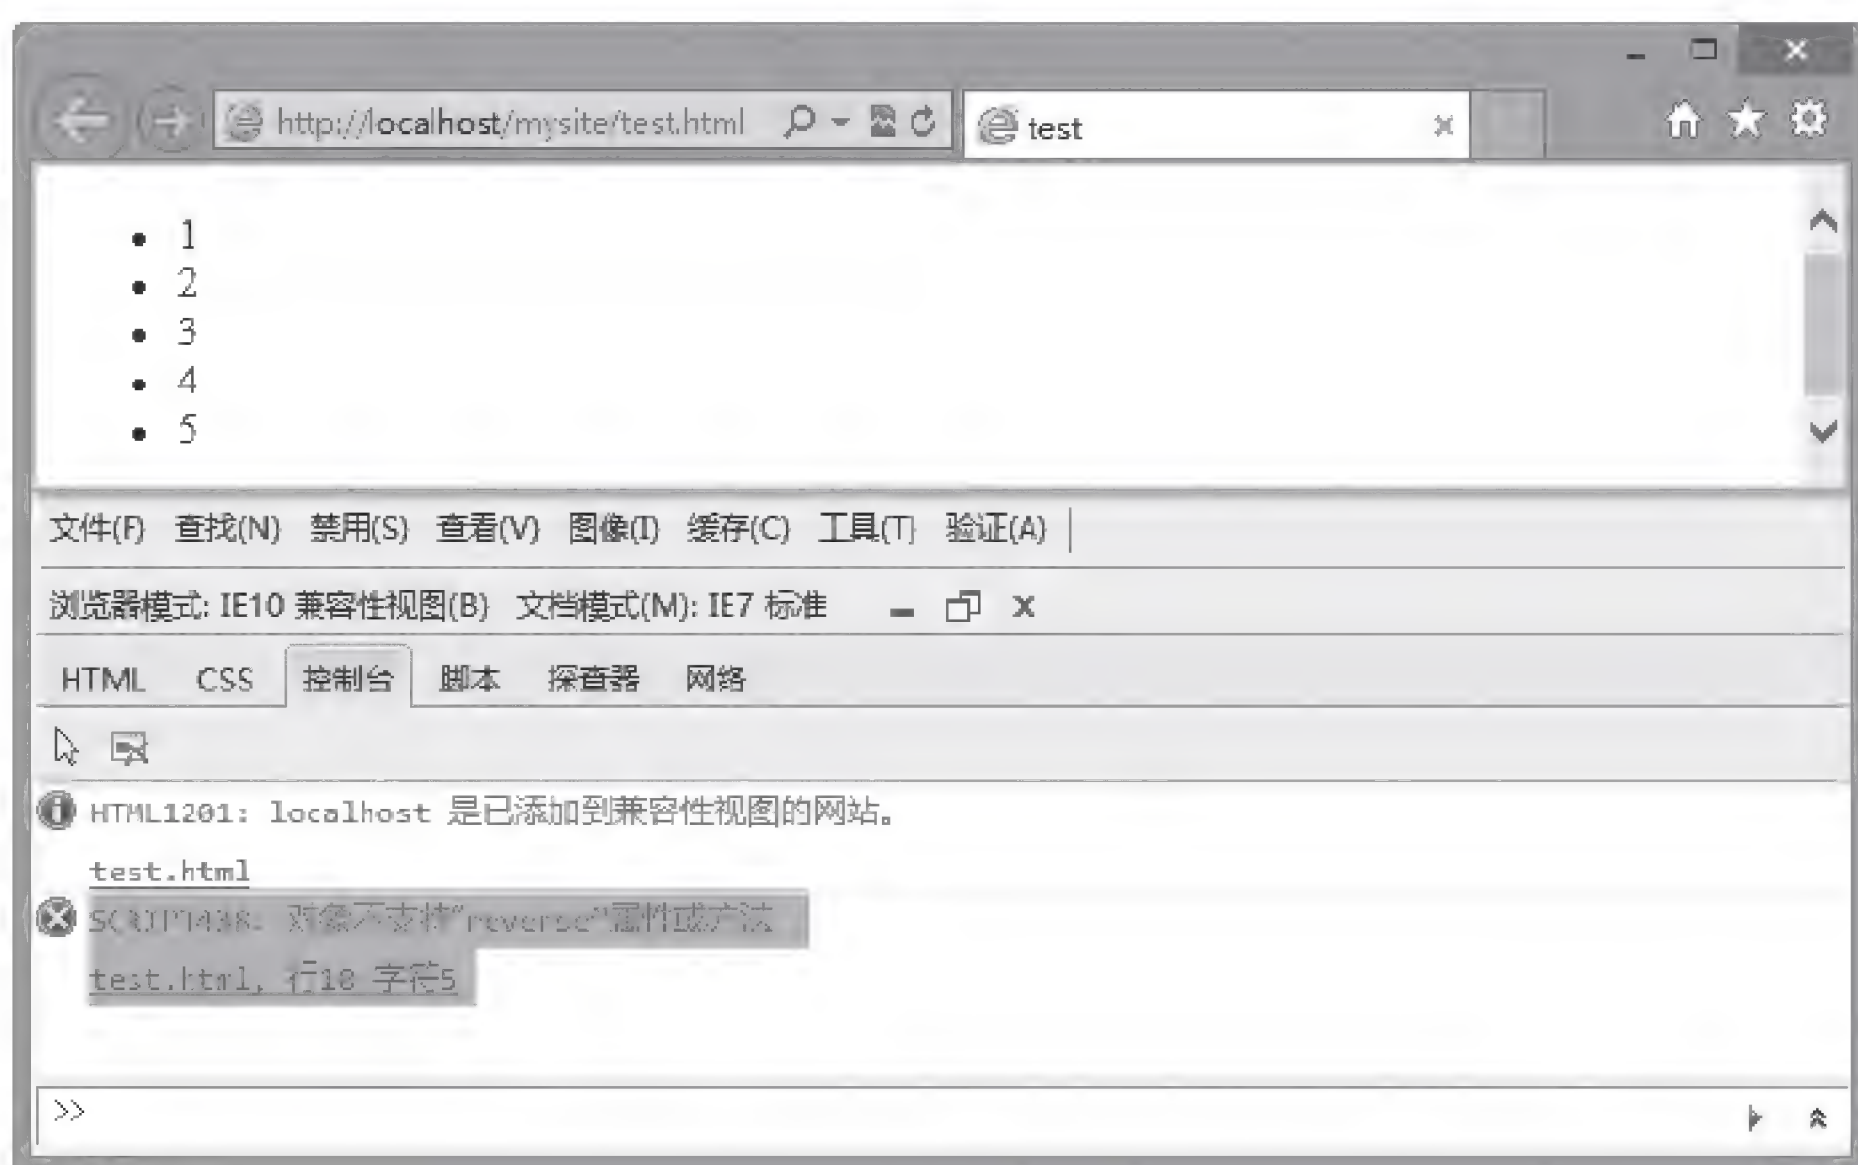 http://localhost/mysite/test.html
test
1
2
3
4
5
文件(F) 查找(N) 禁用(S) 查看(V) 图像(I) 缓存(C) 工具(T) 验证(A)
浏览器模式: IE10 兼容性视图(B) 文档模式(M): IE7 标准
HTML CSS 控制台 脚本 探查器 网络
HTML1201: localhost 是已添加到兼容性视图的网站。
test.html
SCRIPT438: 对象不支持“reverse”属性或方法
test.html, 行10 字符5
>>